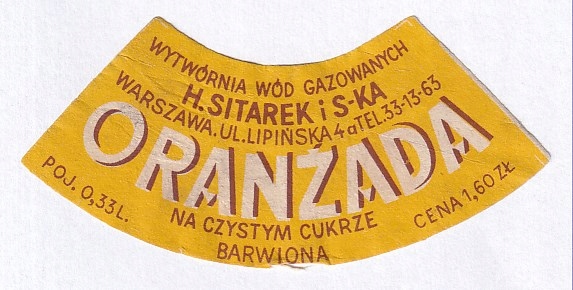 WYTWÓRNIA WÓD GAZOWANYCH
H. SITAREK i S-KA
WARSZAWA. UL. LIPIŃSKA 4a TEL. 33-13-63
ORANŻADA
POJ. 0,33L.
NA CZYSTYM CUKRZE
BARWIONA
CENA 1,60 ZŁ